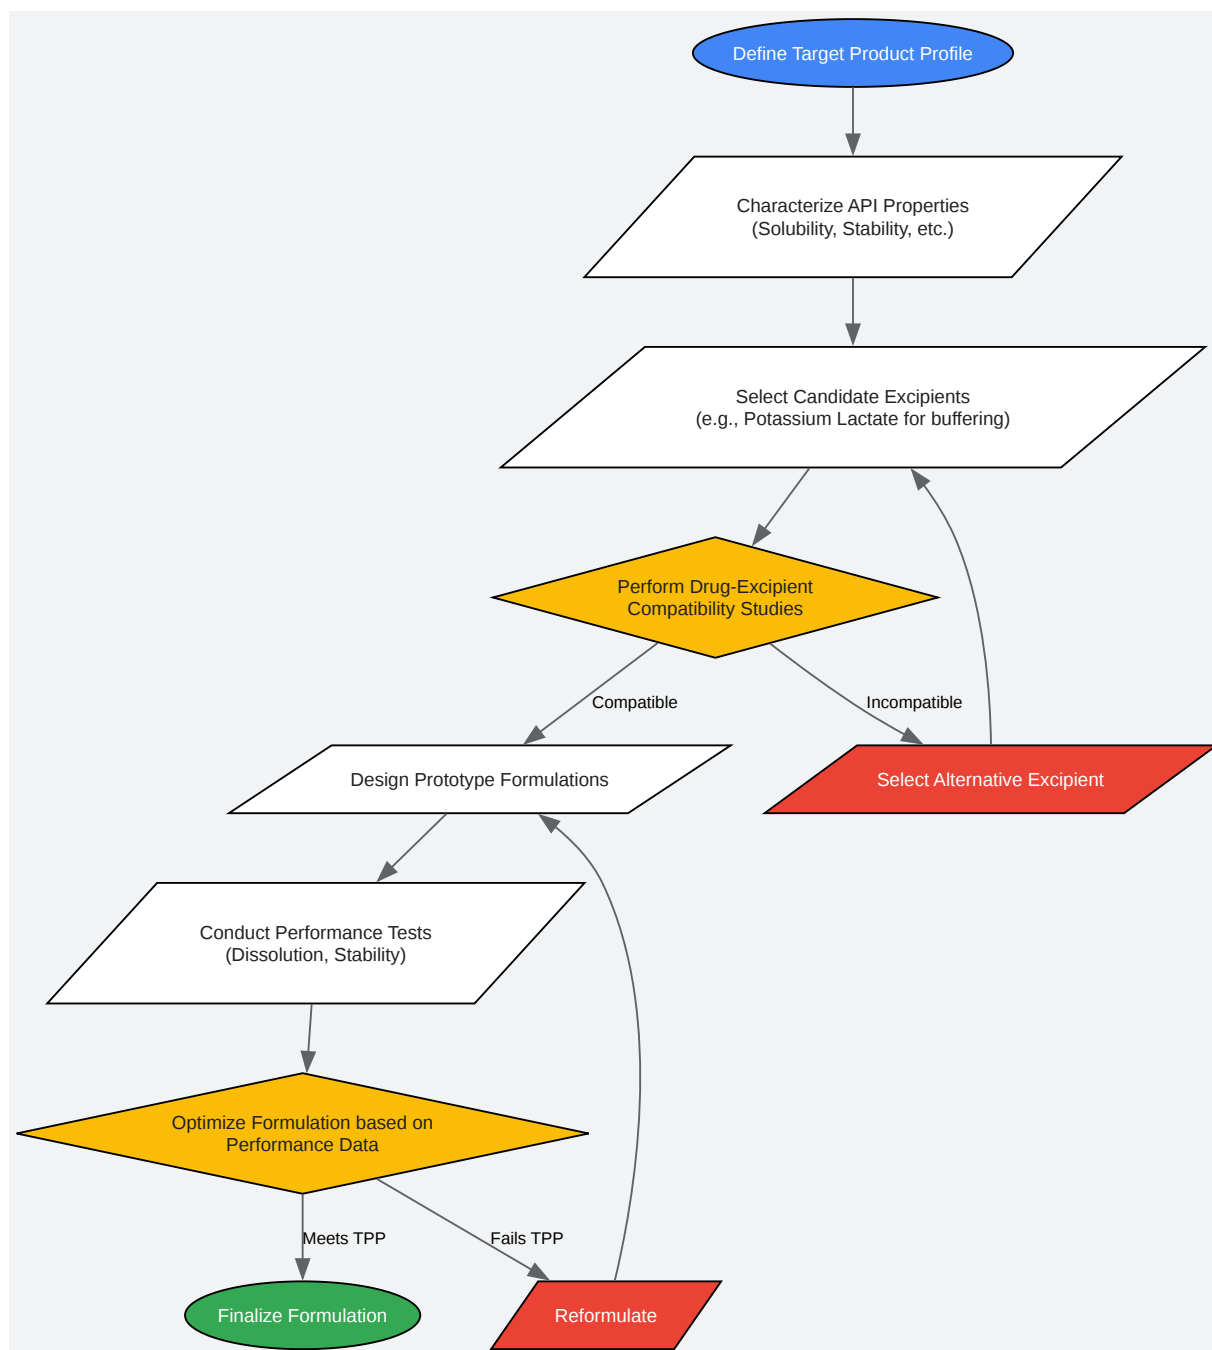 Define Target Product Profile
Characterize API Properties
(Solubility, Stability, etc.)
Select Candidate Excipients
(e.g., Potassium Lactate for buffering)
Perform Drug-Excipient
Compatibility Studies
Compatible
Incompatible
Design Prototype Formulations
Select Alternative Excipient
Conduct Performance Tests
(Dissolution, Stability)
Optimize Formulation based on
Performance Data
Meets TPP
Fails TPP
Finalize Formulation
Reformulate